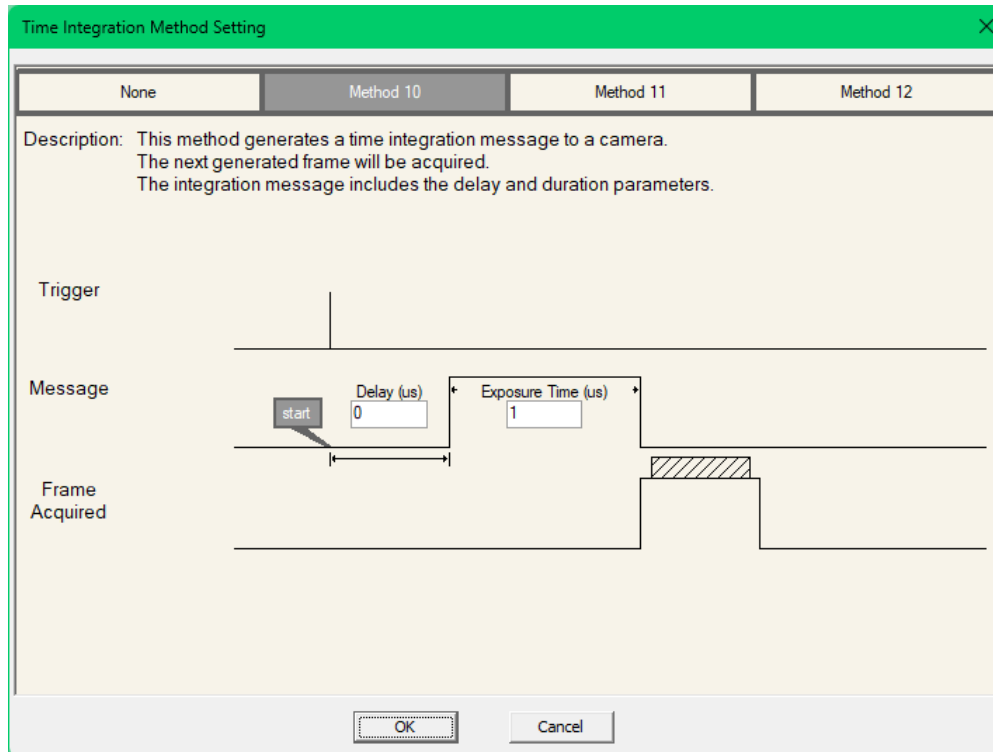 Time Integration Method Setting
None Method 10 Method 11 Method 12
Description: This method generates a time integration message to a camera.
The next generated frame will be acquired.
The integration message includes the delay and duration parameters.
Trigger
Message
Delay (us) Exposure Time (us)
start 0 1
Frame
Acquired
OK Cancel